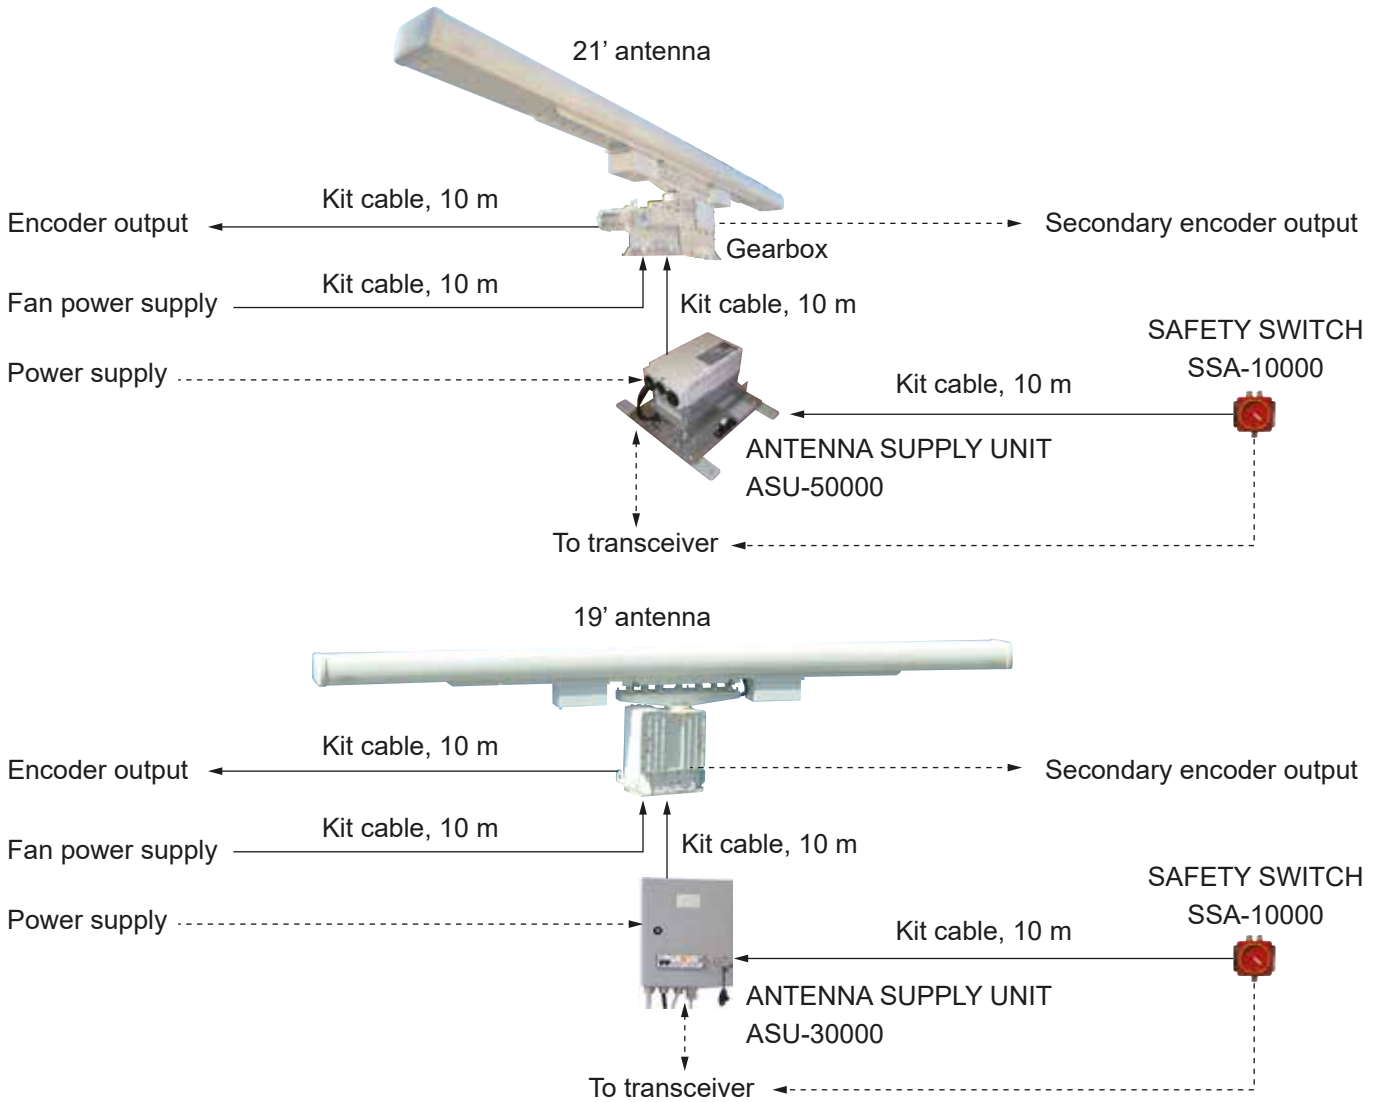 21’ antenna
Kit cable, 10 m
Encoder output
Secondary encoder output
Gearbox
Kit cable, 10 m
Fan power supply
Kit cable, 10 m
SAFETY SWITCH
SSA-10000
Power supply
Kit cable, 10 m
ANTENNA SUPPLY UNIT
ASU-50000
To transceiver
19’ antenna
Kit cable, 10 m
Encoder output
Secondary encoder output
Kit cable, 10 m
Fan power supply
Kit cable, 10 m
SAFETY SWITCH
SSA-10000
Power supply
Kit cable, 10 m
ANTENNA SUPPLY UNIT
ASU-30000
To transceiver